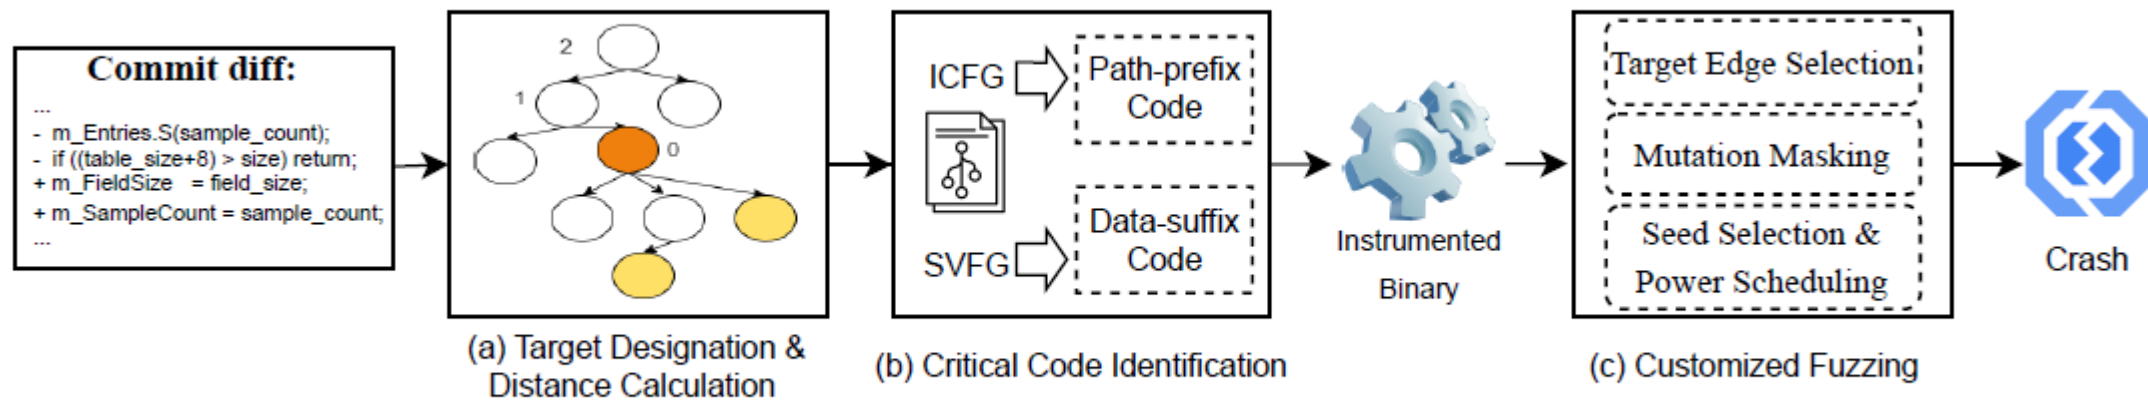 Commit diff:
...
- m_Entries.S(sample_count);
- if ((table_size+8) > size) return;
+ m_FieldSize = field_size;
+ m_SampleCount = sample_count;
...
2
1
0
(a) Target Designation &
Distance Calculation
ICFG
Path-prefix
Code
SVFG
Data-suffix
Code
(b) Critical Code Identification
Instrumented
Binary
Target Edge Selection
Mutation Masking
Seed Selection &
Power Scheduling
(c) Customized Fuzzing
Crash